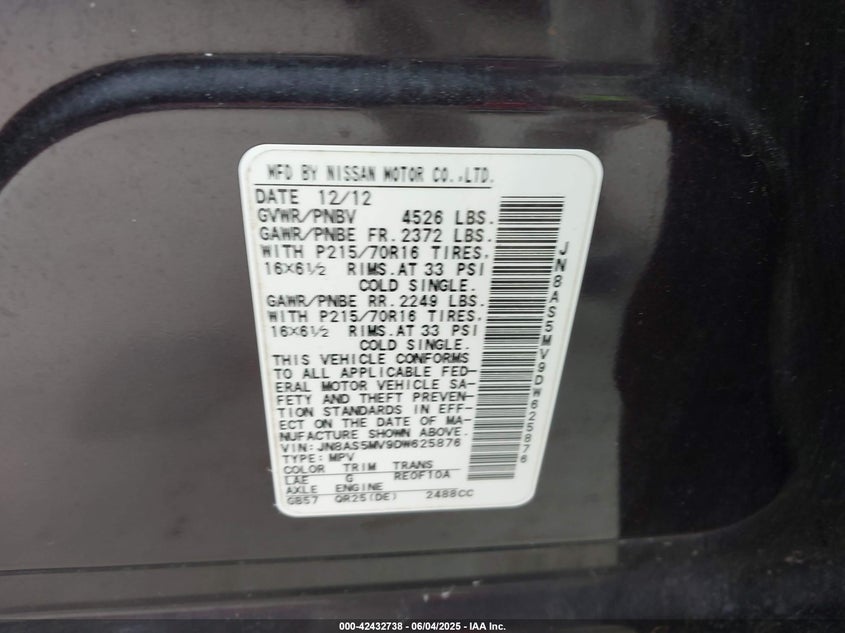 MFD BY NISSAN MOTOR CO.,LTD.
DATE 12/12
GVWR/PNBV 4526 LBS.
GAWR/PNBE FR. 2372 LBS.
WITH P215/70R16 TIRES.
16X6½ RIMS.AT 33 PSI
COLD SINGLE.
GAWR/PNBE RR. 2249 LBS.
WITH P215/70R16 TIRES.
16X6½ RIMS.AT 33 PSI
COLD SINGLE.
THIS VEHICLE CONFORMS
TO ALL APPLICABLE FED-
ERAL MOTOR VEHICLE SA-
FETY AND THEFT PREVEN-
TION STANDARDS IN EFF-
ECT ON THE DATE OF MA-
NUFACTURE SHOWN ABOVE.
VIN: JN8AS5MV9DW625876
TYPE: MPV
COLOR TRIM TRANS
LAE G RE0F10A
AXLE ENGINE
GB57 QR25(DE) 2488CC
JN8AS5MV9DW625876
000-42432738 - 06/04/2025 - IAA Inc.